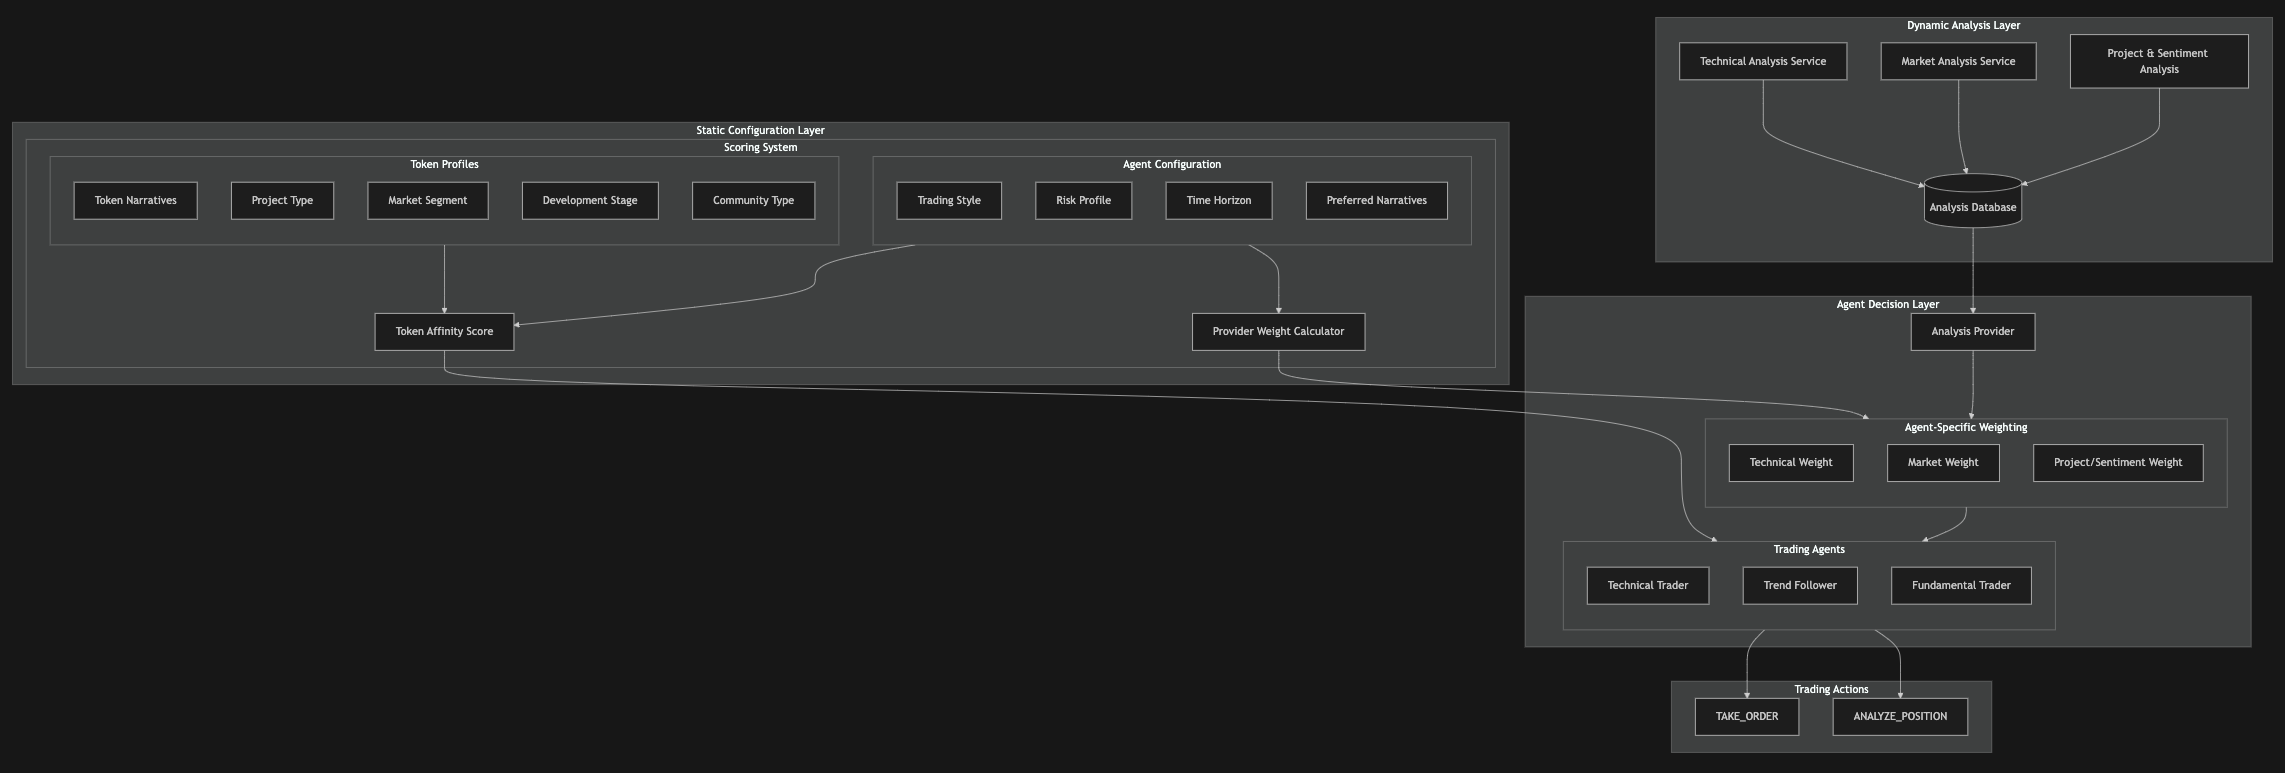 Dynamic Analysis Layer
Technical Analysis Service
Market Analysis Service
Project & Sentiment
Analysis
Analysis Database
Static Configuration Layer
Scoring System
Token Profiles
Token Narratives
Project Type
Market Segment
Development Stage
Community Type
Agent Configuration
Trading Style
Risk Profile
Time Horizon
Preferred Narratives
Token Affinity Score
Provider Weight Calculator
Agent Decision Layer
Analysis Provider
Agent-Specific Weighting
Technical Weight
Market Weight
Project/Sentiment Weight
Trading Agents
Technical Trader
Trend Follower
Fundamental Trader
Trading Actions
TAKE_ORDER
ANALYZE_POSITION